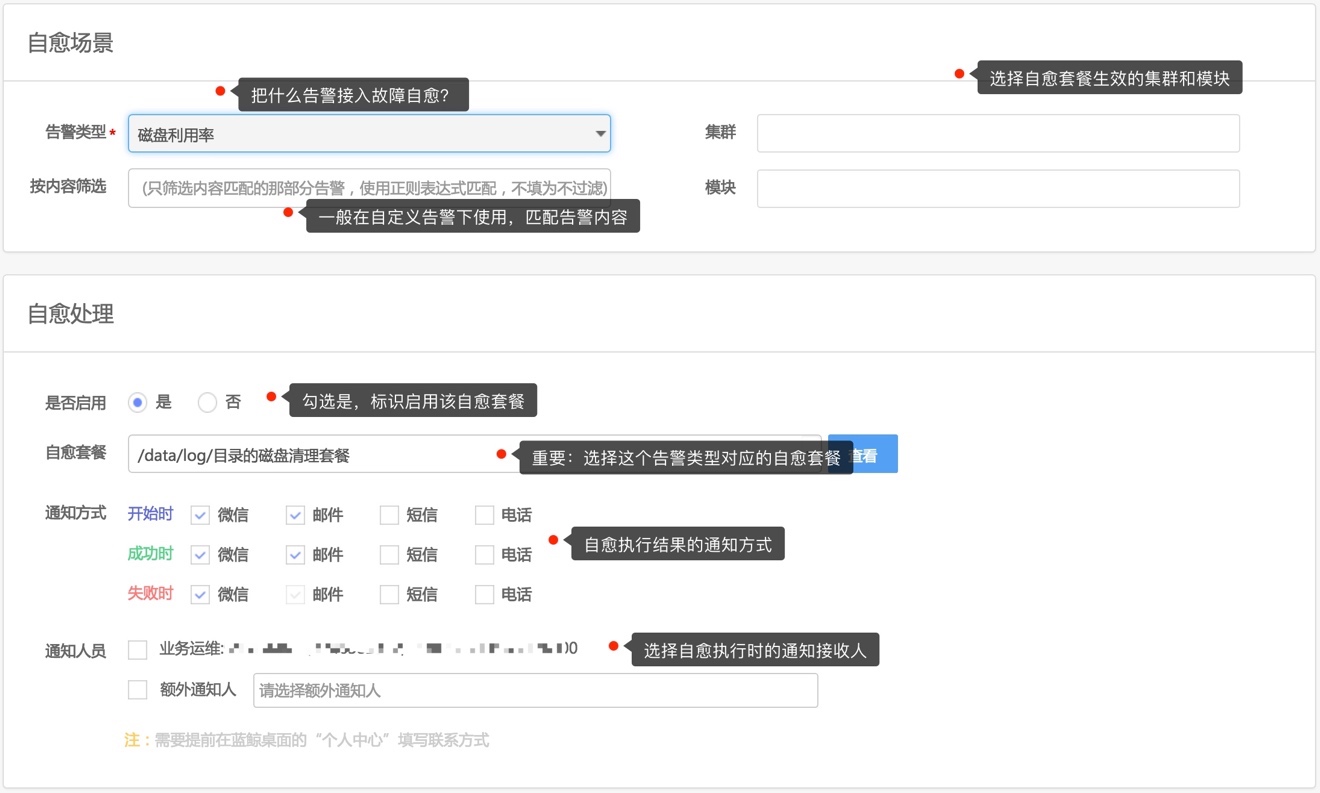 自愈场景
把什么告警接入故障自愈?
选择自愈套餐生效的集群和模块
告警类型* 磁盘利用率
集群
按内容筛选 (只筛选内容匹配的那部分告警，使用正则表达式匹配，不填为不过滤)
模块
一般在自定义告警下使用，匹配告警内容
自愈处理
是否启用 是 否
勾选是，标识启用该自愈套餐
自愈套餐 /data/log/目录的磁盘清理套餐
重要：选择这个告警类型对应的自愈套餐
查看
通知方式 开始时 微信 邮件 短信 电话
自愈执行结果的通知方式
成功时 微信 邮件 短信 电话
失败时 微信 邮件 短信 电话
通知人员 业务运维:
选择自愈执行时的通知接收人
额外通知人 请选择额外通知人
注：需要提前在蓝鲸桌面的“个人中心”填写联系方式